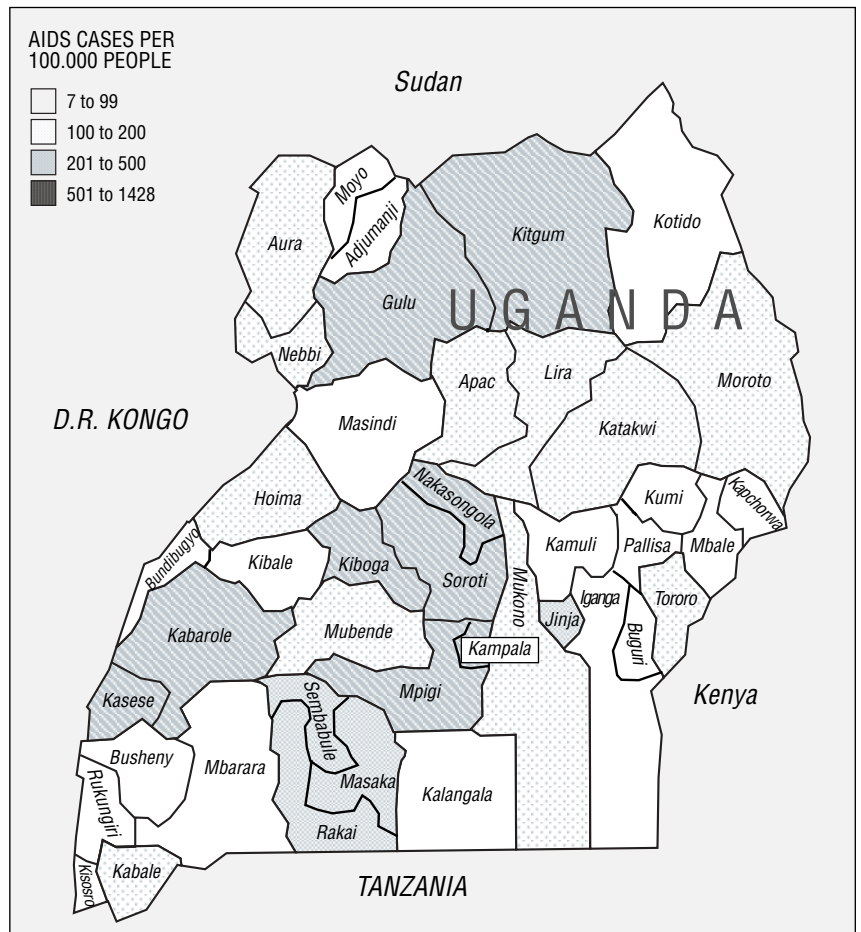 AIDS CASES PER
100.000 PEOPLE
7 to 99
100 to 200
201 to 500
501 to 1428
Sudan
Moyo
Adjumanji
Aura
Kitgum
Kotido
Gulu
UGANDA
Nebbi
Apac
Lira
Moroto
D.R. KONGO
Masindi
Katakwi
Hoima
Nakasongola
Kumi
Kapchorwa
Bundibugyo
Kibale
Kiboga
Soroti
Mukono
Kamuli
Pallisa
Mbale
Kabarole
Mubende
Jinja
Iganga
Tororo
Buguri
Kampala
Kasese
Sembabule
Mpigi
Kenya
Busheny
Mbarara
Masaka
Kalangala
Rukungiri
Rakai
Kisosro
Kabale
TANZANIA